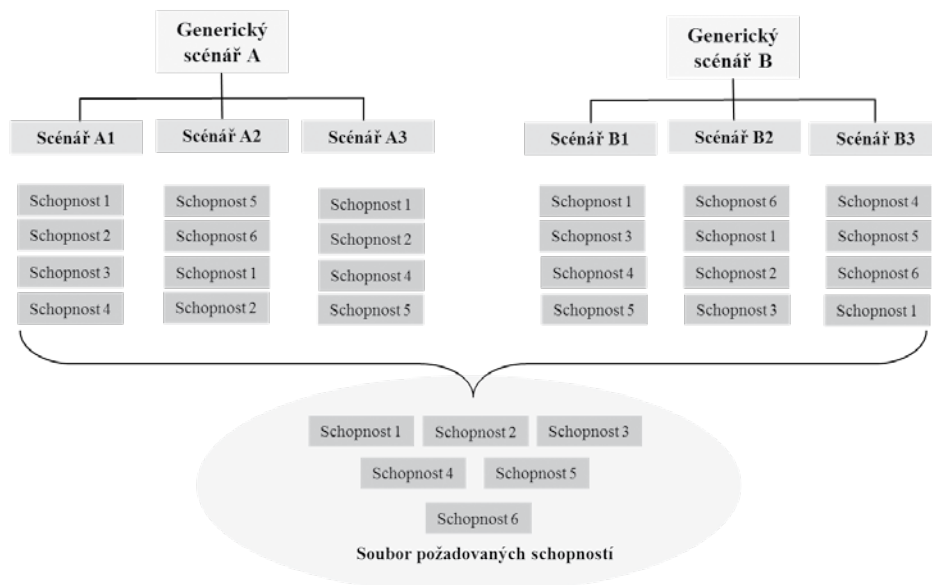 Generický
scénář A
Generický
scénář B
Scénář A1
Scénář A2
Scénář A3
Scénář B1
Scénář B2
Scénář B3
Schopnost 1
Schopnost 2
Schopnost 3
Schopnost 4
Schopnost 5
Schopnost 6
Schopnost 1
Schopnost 2
Schopnost 1
Schopnost 2
Schopnost 4
Schopnost 5
Schopnost 1
Schopnost 3
Schopnost 4
Schopnost 5
Schopnost 6
Schopnost 1
Schopnost 2
Schopnost 3
Schopnost 4
Schopnost 5
Schopnost 6
Schopnost 1
Schopnost 1
Schopnost 2
Schopnost 3
Schopnost 4
Schopnost 5
Schopnost 6
Soubor požadovaných schopností